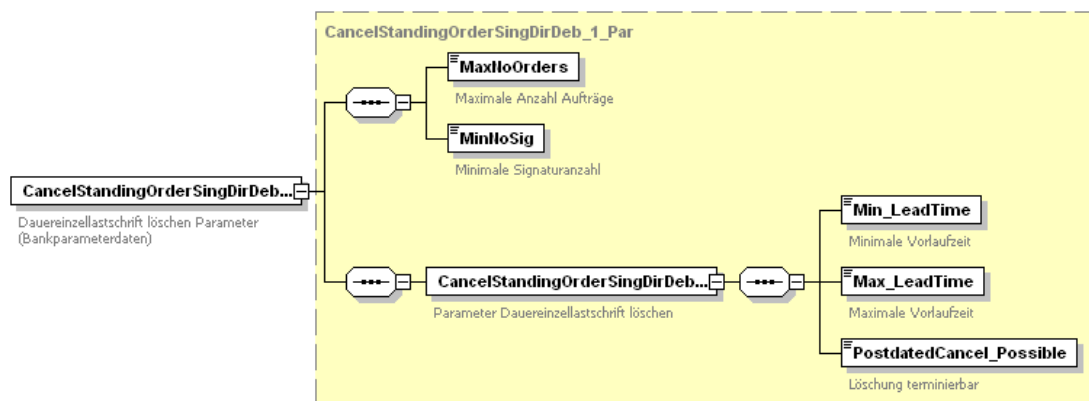 CancelStandingOrderSingDirDeb_1_Par
MaxNoOrders
Maximale Anzahl Aufträge
MinNoSig
Minimale Signaturanzahl
CancelStandingOrderSingDirDeb...
Dauereinzellastschrift löschen Parameter
(Bankparameterdaten)
CancelStandingOrderSingDirDeb...
Parameter Dauereinzellastschrift löschen
Min_LeadTime
Minimale Vorlaufzeit
Max_LeadTime
Maximale Vorlaufzeit
PostdatedCancel_Possible
Löschung terminierbar